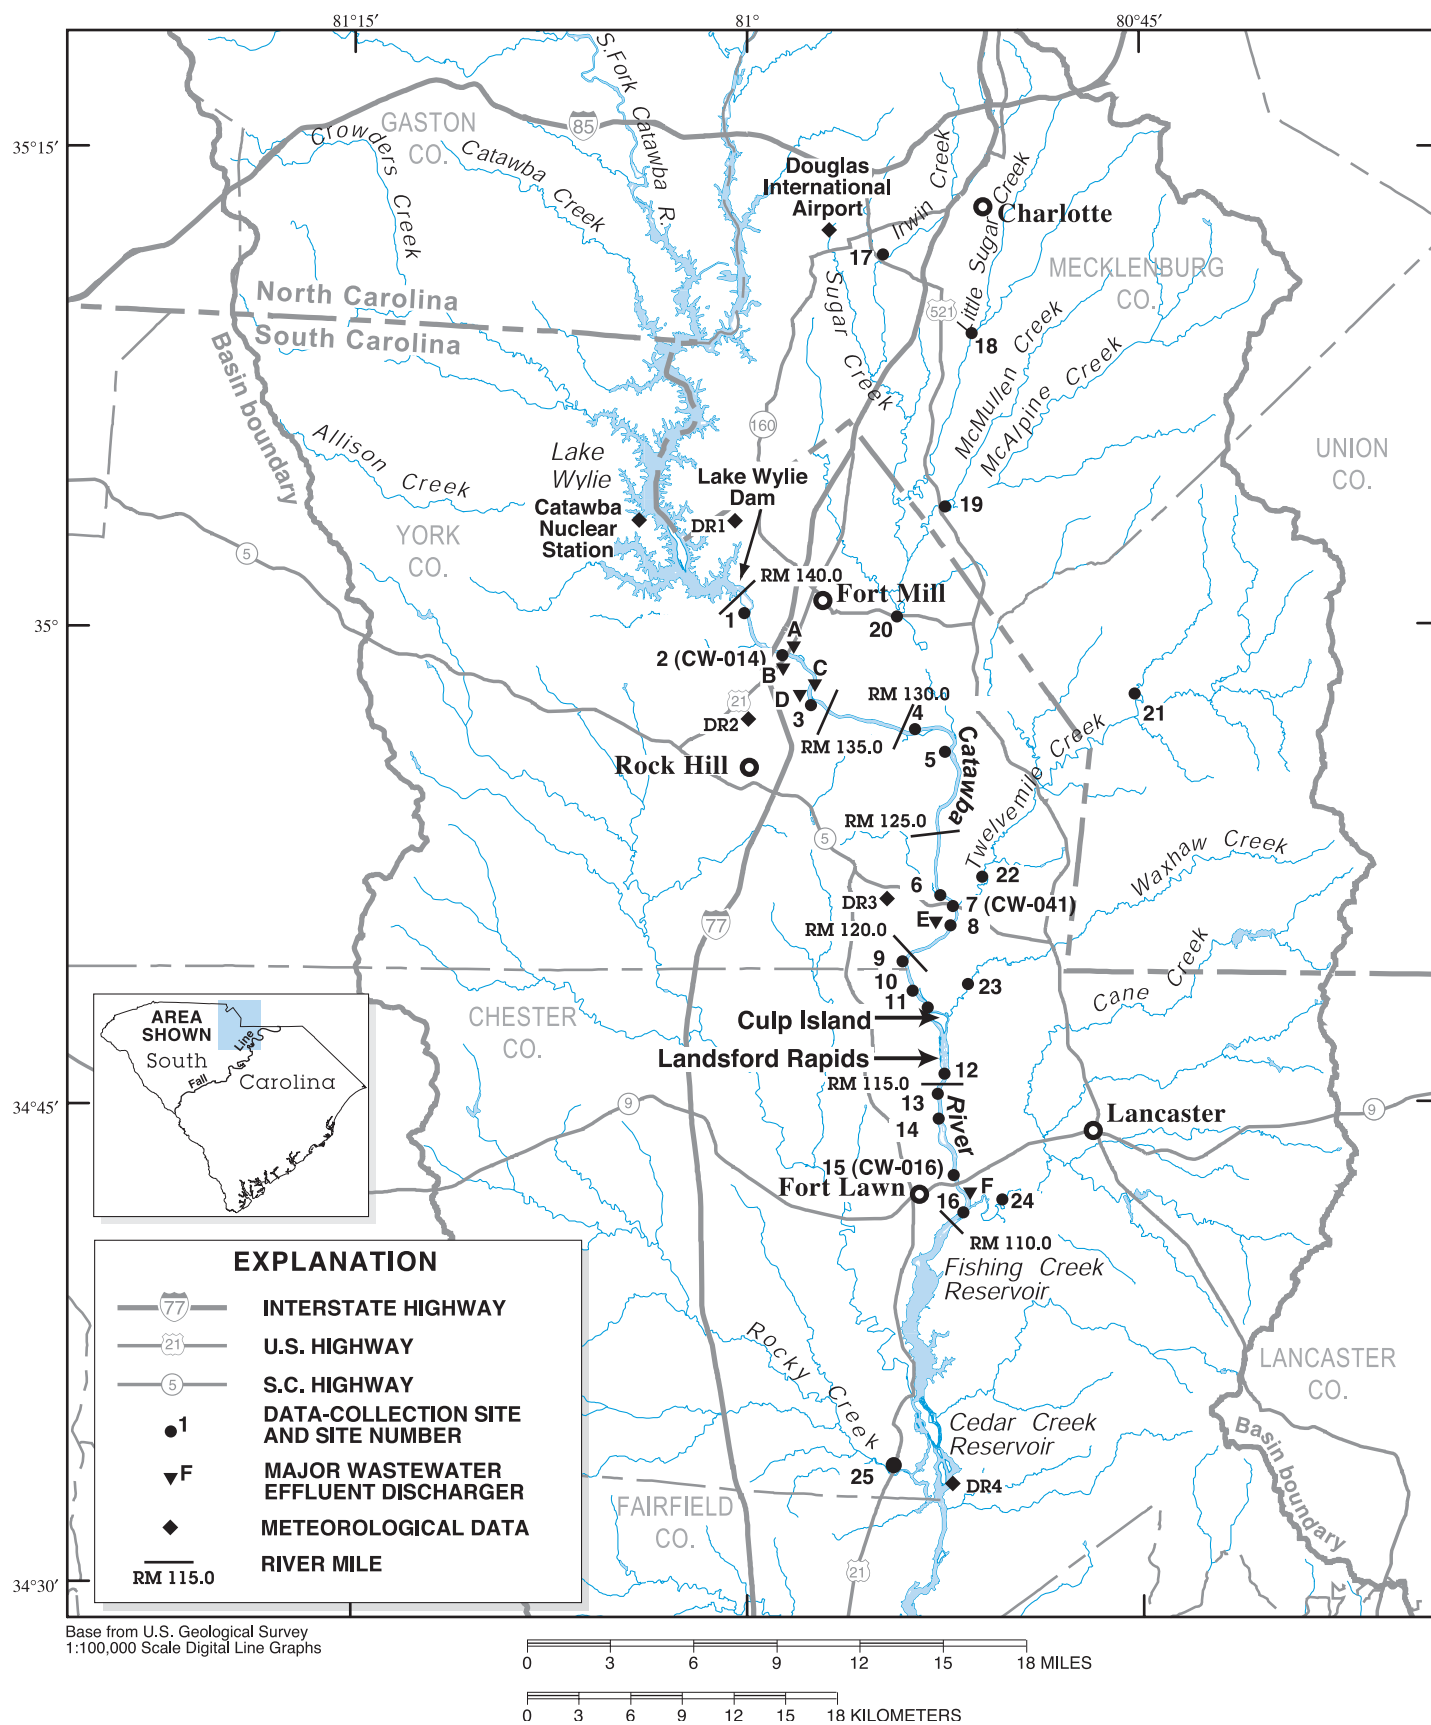 81°15′
81°
80°45′
S.Fork Catawba R.
GASTON
CO.
85
Crowders Creek
Catawba Creek
35°15′
Douglas
International
Airport
Irwin Creek
Little Sugar Creek
Charlotte
17
MECKLENBURG
CO.
Sugar Creek
521
18
North Carolina
South Carolina
McMullen Creek
McAlpine Creek
Basin boundary
160
UNION
CO.
Allison Creek
Lake
Wylie
Lake Wylie
Dam
19
Catawba
Nuclear
Station
DR1
YORK
CO.
5
RM 140.0
Fort Mill
35°
1
20
A
2 (CW-014)
B
C
D
21
3
RM 130.0
4
21
DR2
RM 135.0
5
Rock Hill
Catawba
Twelvemile Creek
RM 125.0
5
Waxhaw Creek
22
6
DR3
7 (CW-041)
E
8
77
RM 120.0
9
10
23
11
Cane Creek
CHESTER
CO.
Culp Island
Landsford Rapids
12
RM 115.0
13
River
14
AREA
SHOWN
South
Carolina
Fall
Line
34°45′
9
Lancaster
9
15 (CW-016)
Fort Lawn
F
24
16
RM 110.0
Fishing Creek
Reservoir
Rocky Creek
LANCASTER
CO.
Cedar Creek
Reservoir
25
DR4
Basin boundary
FAIRFIELD
CO.
21
34°30′
EXPLANATION
77
INTERSTATE HIGHWAY
21
U.S. HIGHWAY
5
S.C. HIGHWAY
1
DATA-COLLECTION SITE
AND SITE NUMBER
F
MAJOR WASTEWATER
EFFLUENT DISCHARGER
METEOROLOGICAL DATA
RM 115.0
RIVER MILE
Base from U.S. Geological Survey
1:100,000 Scale Digital Line Graphs
0 3 6 9 12 15 18 MILES
0 3 6 9 12 15 18 KILOMETERS